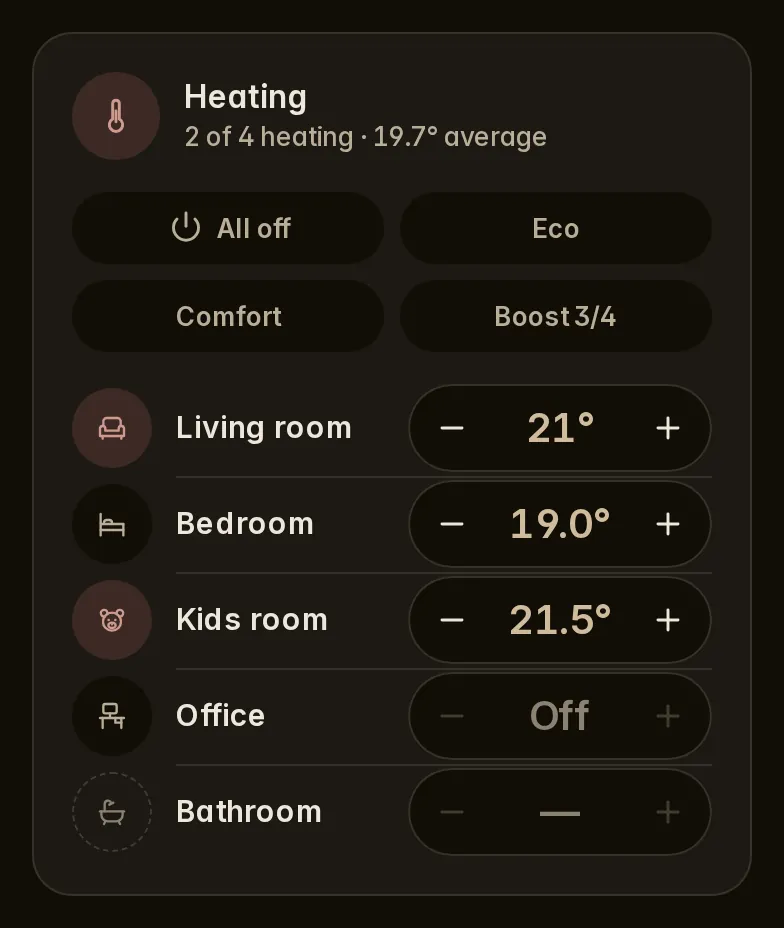 Heating
2 of 4 heating · 19.7° average
All off
Eco
Comfort
Boost 3/4
Living room
− 21° +
Bedroom
− 19.0° +
Kids room
− 21.5° +
Office
− Off +
Bathroom
− — +